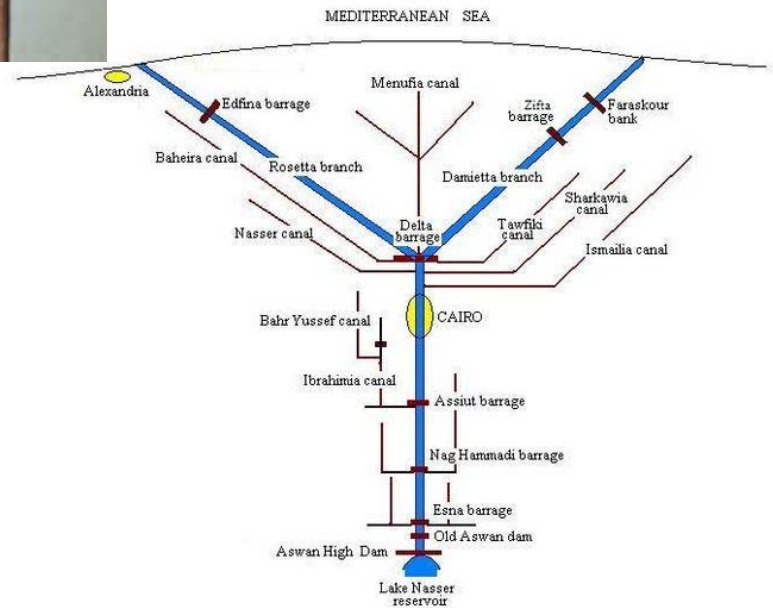 MEDITERRANEAN SEA
Alexandria
Edfina barrage
Menufia canal
Zifta
barrage
Faraskour
bank
Baheira canal
Rosetta branch
Damietta branch
Nasser canal
Delta
barrage
Tawfiki
canal
Sharkawia
canal
Ismailia canal
Bahr Yussef canal
CAIRO
Ibrahimia canal
Assiut barrage
Nag Hammadi barrage
Esna barrage
Old Aswan dam
Aswan High Dam
Lake Nasser
reservoir